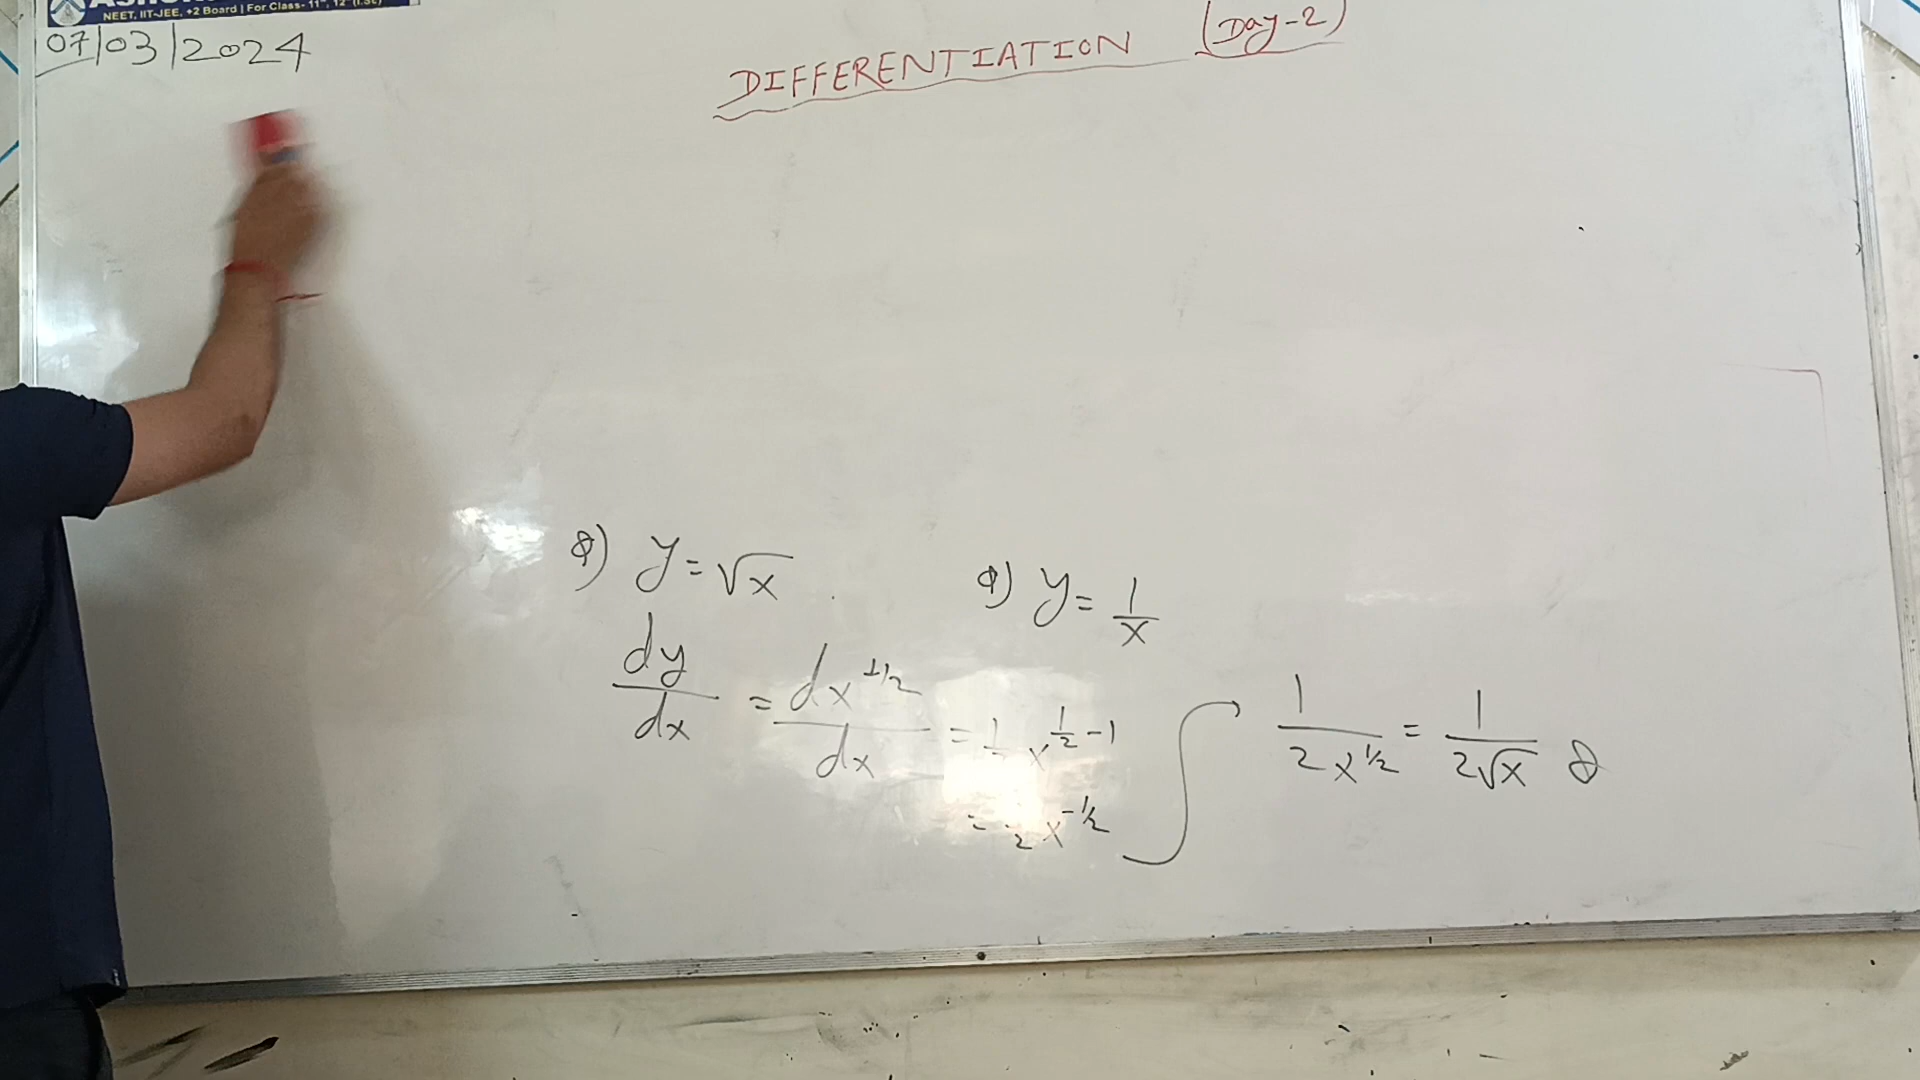 NEET, IIT-JEE, +2 Board | For Class- 11th, 12th (I.Sc)
07/03/2024
DIFFERENTIATION (Day-2)
Q) y = √x
dy/dx = dx^1/2 / dx = 1/2 x^(1/2 - 1)
= 1/2 x^-1/2
1/(2x^1/2) = 1/(2√x)
Q) y = 1/x